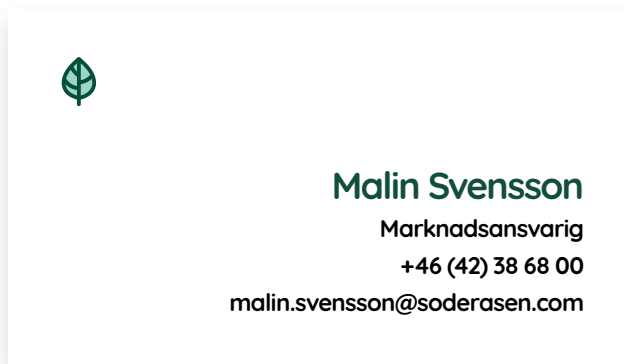 Malin Svensson
Marknadsansvarig
+46 (42) 38 68 00
malin.svensson@soderasen.com